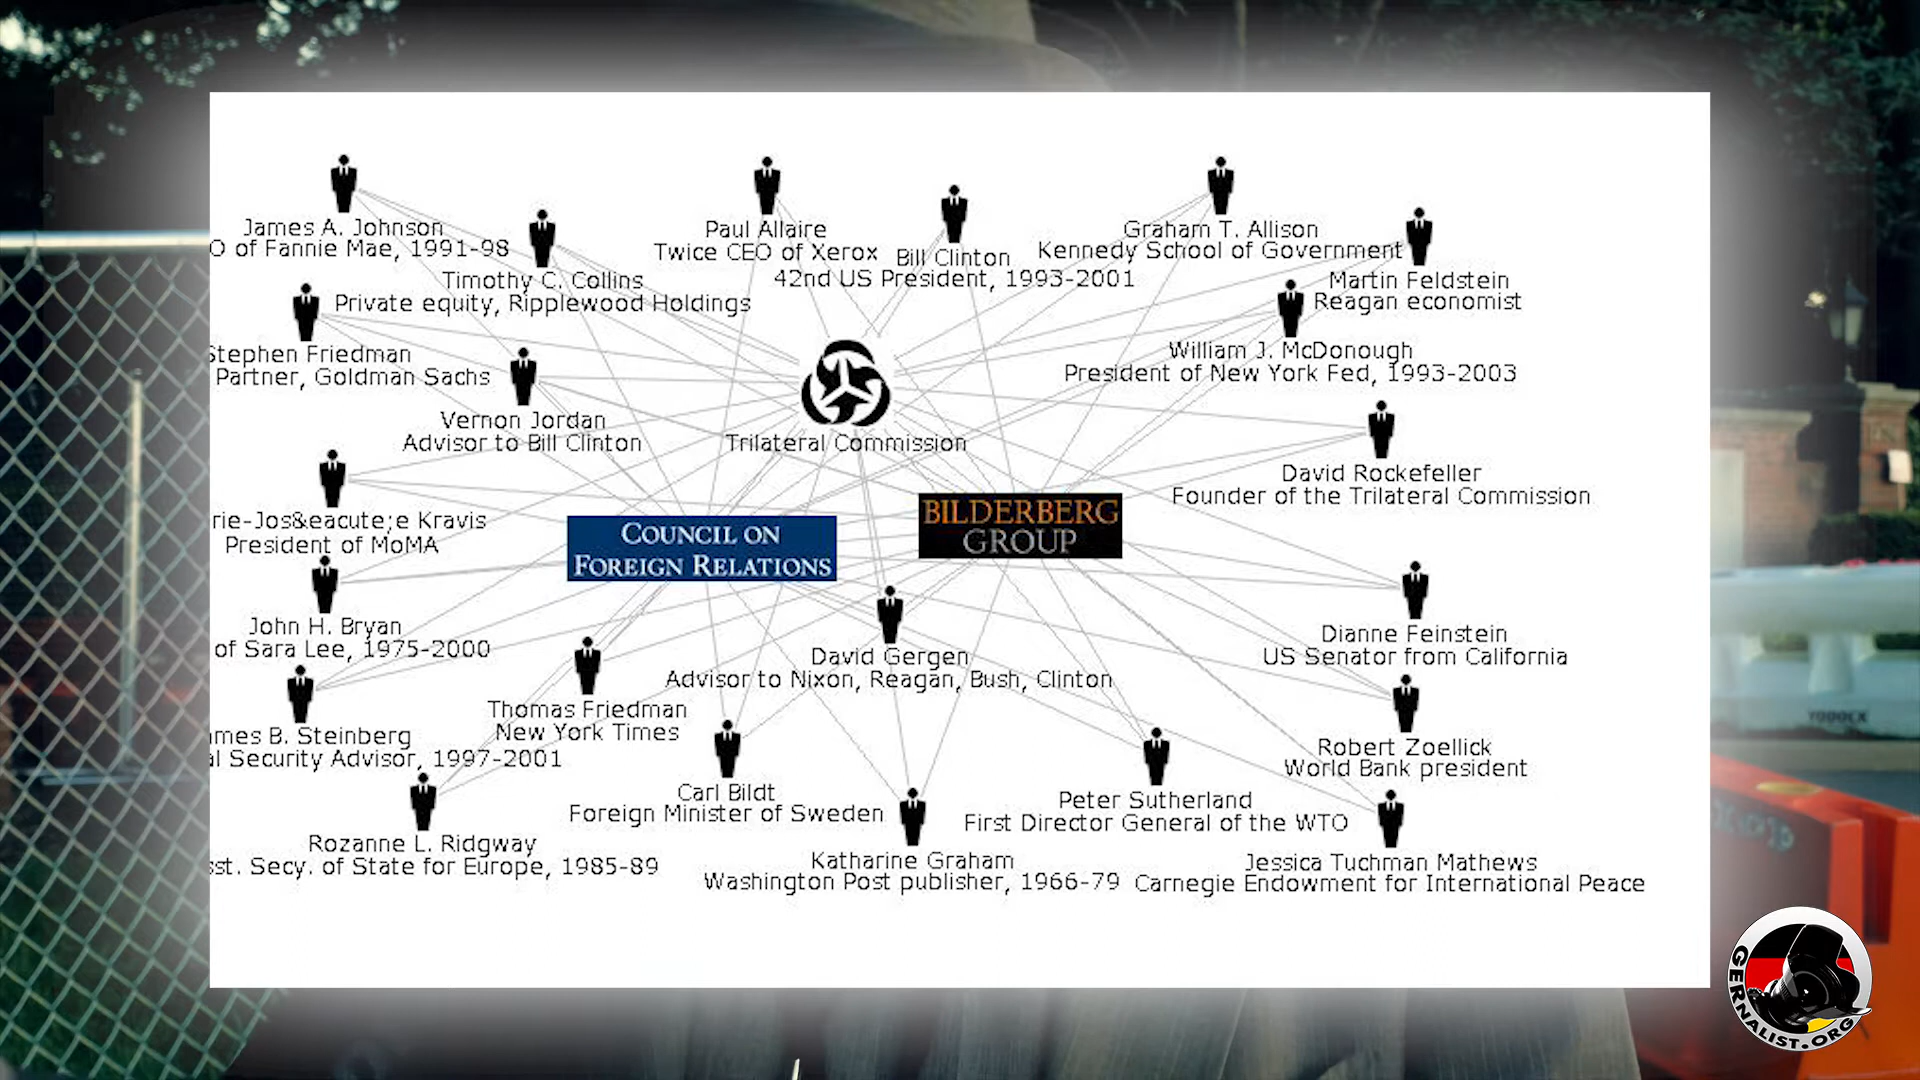 James A. Johnson
O of Fannie Mae, 1991-98
Timothy C. Collins
Private equity, Ripplewood Holdings
Paul Allaire
Twice CEO of Xerox
Bill Clinton
42nd US President, 1993-2001
Graham T. Allison
Kennedy School of Government
Martin Feldstein
Reagan economist
Stephen Friedman
Partner, Goldman Sachs
Vernon Jordan
Advisor to Bill Clinton
Trilateral Commission
William J. McDonough
President of New York Fed, 1993-2003
David Rockefeller
Founder of the Trilateral Commission
rie-Jos&eacute;e Kravis
President of MoMA
COUNCIL ON
FOREIGN RELATIONS
BILDERBERG
GROUP
John H. Bryan
of Sara Lee, 1975-2000
David Gergen
Advisor to Nixon, Reagan, Bush, Clinton
Dianne Feinstein
US Senator from California
mes B. Steinberg
al Security Advisor, 1997-2001
Thomas Friedman
New York Times
Robert Zoellick
World Bank president
Carl Bildt
Foreign Minister of Sweden
Peter Sutherland
First Director General of the WTO
Rozanne L. Ridgway
sst. Secy. of State for Europe, 1985-89
Katharine Graham
Washington Post publisher, 1966-79
Jessica Tuchman Mathews
Carnegie Endowment for International Peace
GERNALIST.ORG